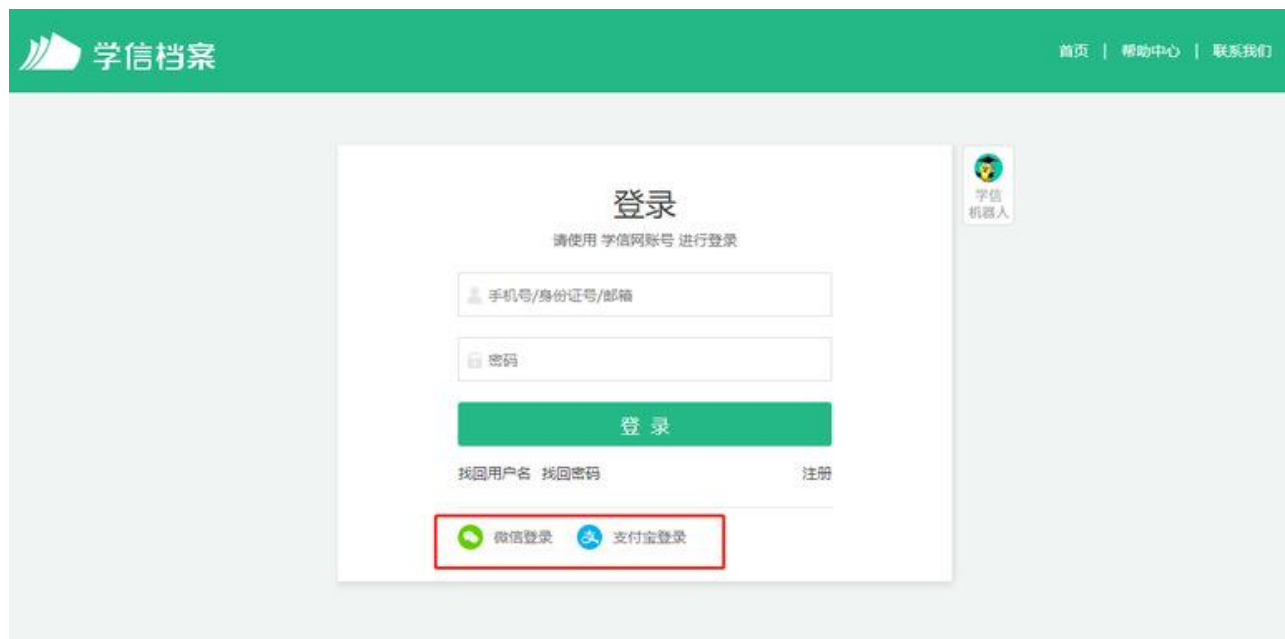 学信档案
首页 | 帮助中心 | 联系我们
登录
请使用 学信网账号 进行登录
学信
机器人
手机号/身份证号/邮箱
密码
登 录
找回用户名 找回密码 注册
微信登录 支付宝登录